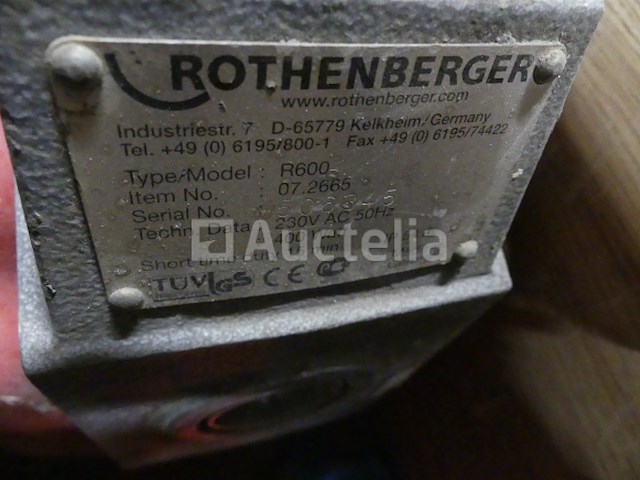 ROTHENBERGER
www.rothenberger.com
Industriestr. 7 D-65779 Kelkheim/Germany
Tel. +49 (0) 6195/800-1 Fax +49 (0) 6195/74422
Type/Model : R600
Item No. : 07.2665
Serial No.
Techn. Data : 230V AC 50Hz
Auctelia
Short time
TÜV GS CE